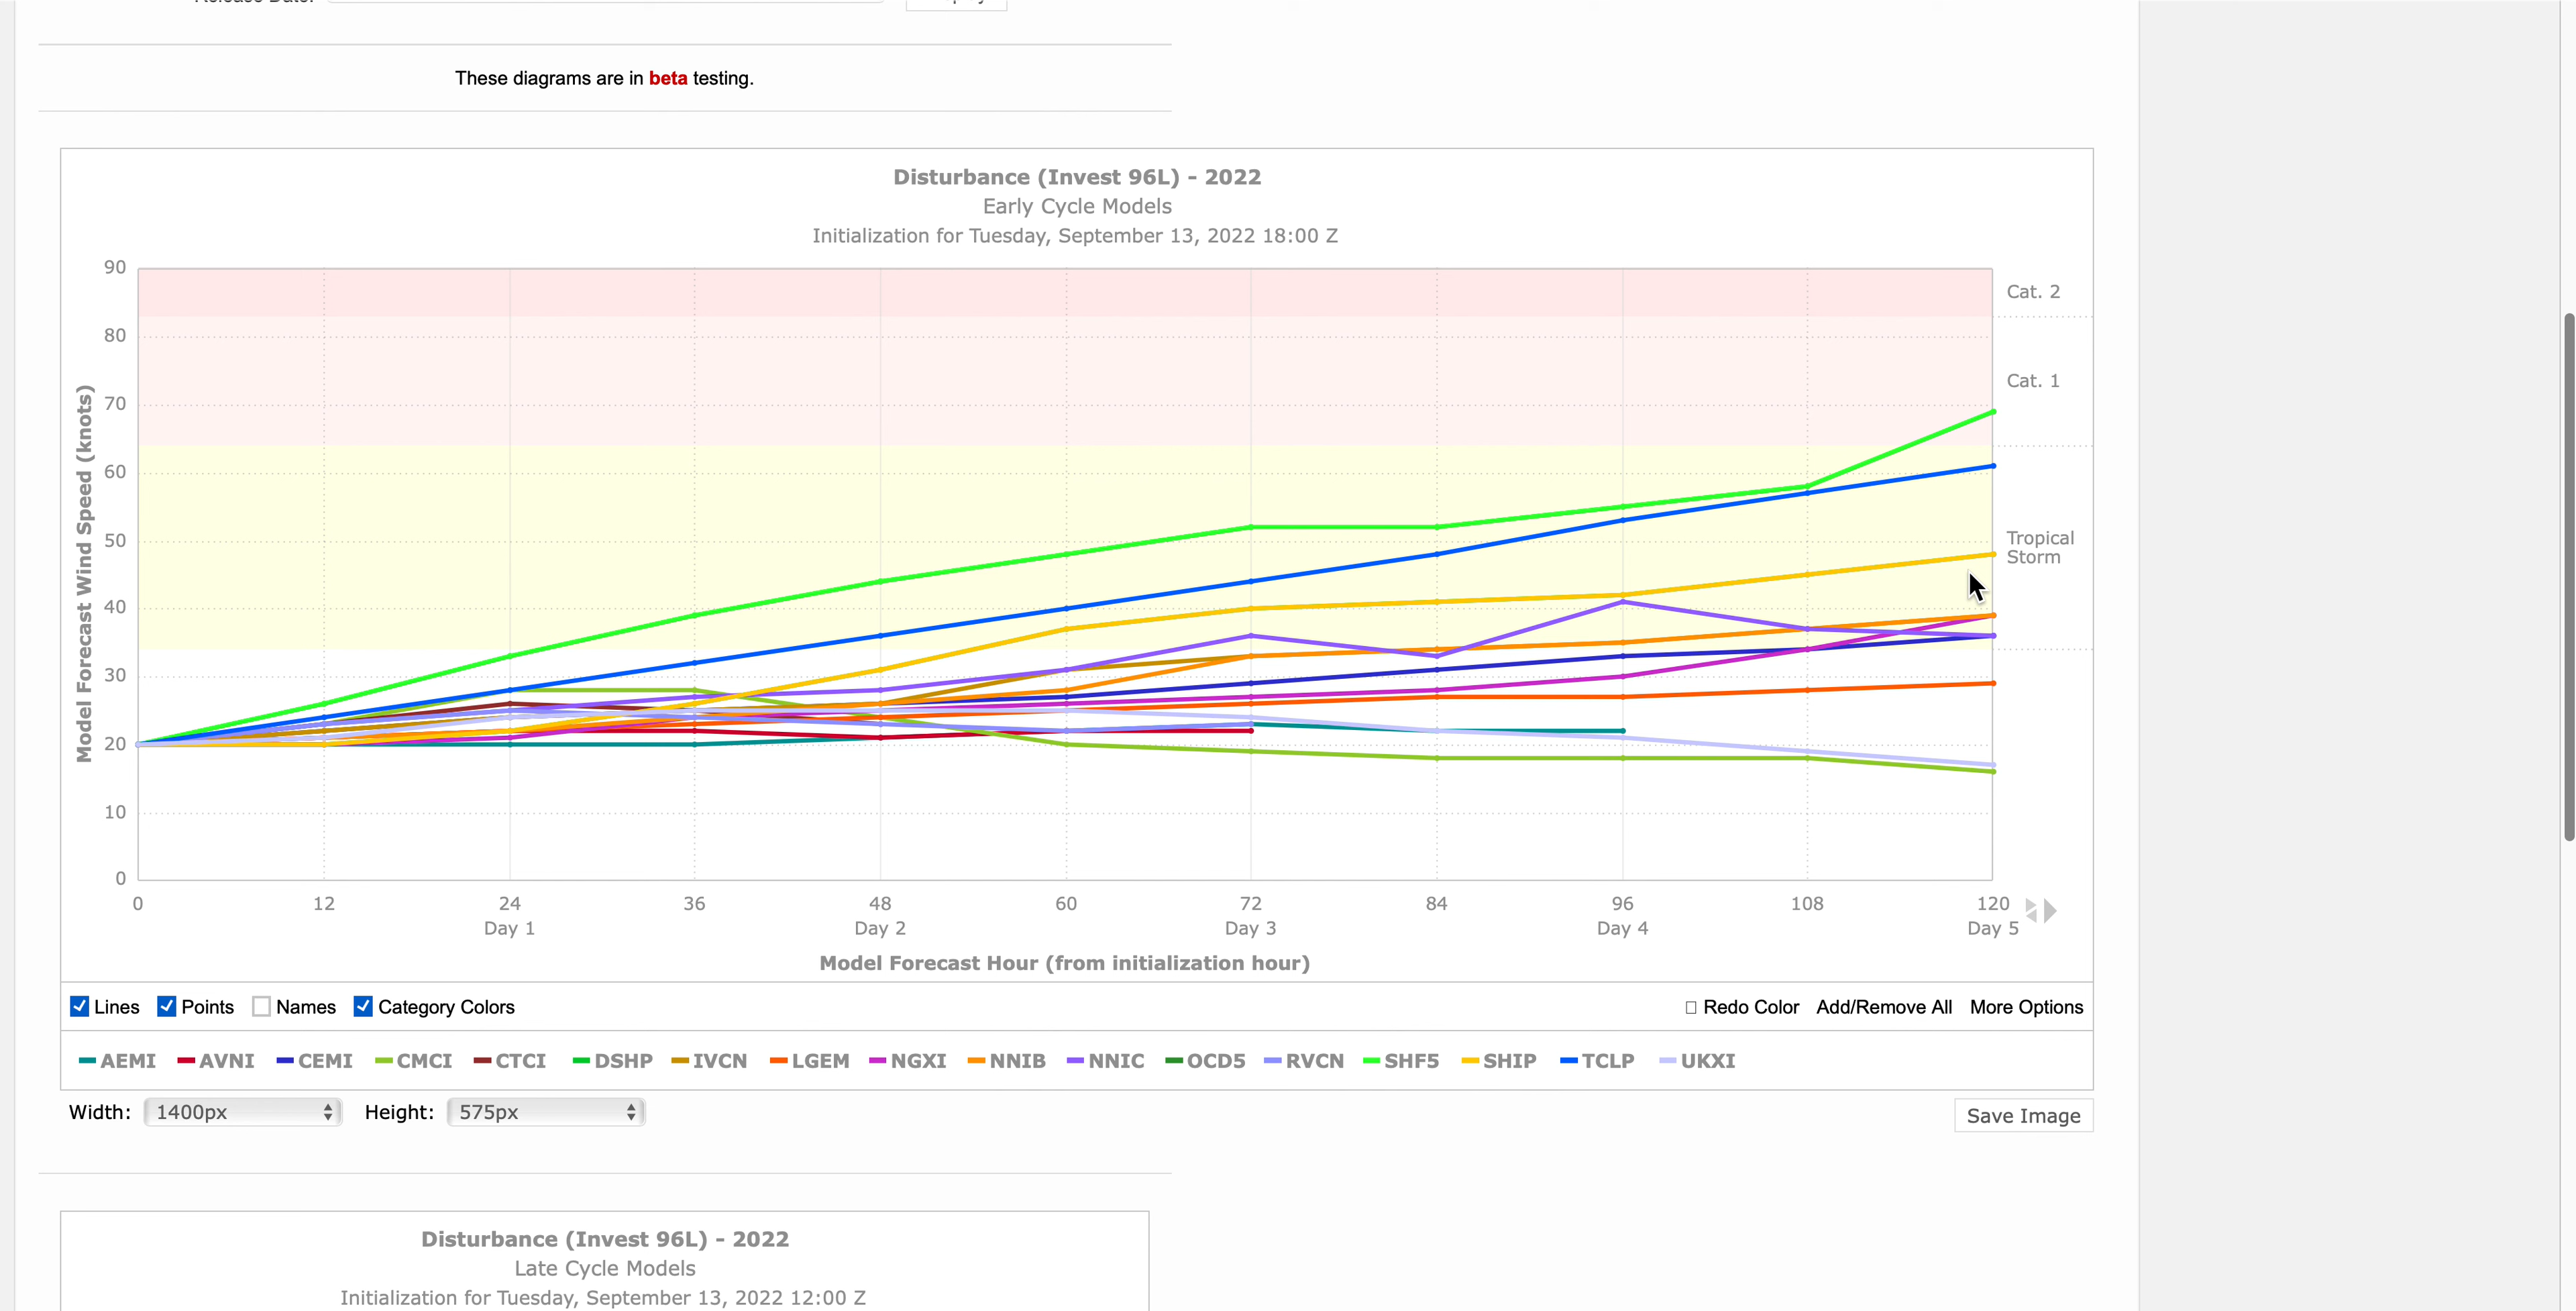 These diagrams are in beta testing.
Disturbance (Invest 96L) - 2022
Early Cycle Models
Initialization for Tuesday, September 13, 2022 18:00 Z
Model Forecast Wind Speed (knots)
90
80
70
60
50
40
30
20
10
0
Cat. 2
Cat. 1
Tropical
Storm
0 12 24 36 48 60 72 84 96 108 120
Day 1 Day 2 Day 3 Day 4 Day 5
Model Forecast Hour (from initialization hour)
Lines Points Names Category Colors Redo Color Add/Remove All More Options
AEMI AVNI CEMI CMCI CTCI DSHP IVCN LGEM NGXI NNIB NNIC OCD5 RVCN SHF5 SHIP TCLP UKXI
Width: 1400px Height: 575px Save Image
Disturbance (Invest 96L) - 2022
Late Cycle Models
Initialization for Tuesday, September 13, 2022 12:00 Z